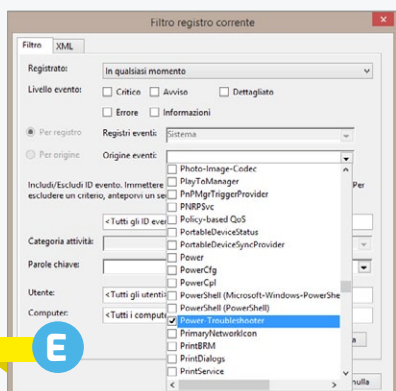 Filtro registro corrente
Filtro XML
Registrato: In qualsiasi momento
Livello evento: Critico Avviso Dettagliato
Errore Informazioni
Per registro Registri eventi: Sistema
Per origine Origine eventi:
Photo-Image-Codec
PlayToManager
PnPMgrTriggerProvider
PNRPSvc
Policy-based QoS
PortableDeviceStatus
PortableDeviceSyncProvider
Power
PowerCfg
PowerCpl
PowerShell (Microsoft-Windows-PowerShe
PowerShell (PowerShell)
Power-Troubleshooter
PrimaryNetworkIcon
PrintBRM
PrintDialogs
PrintService
Includi/Escludi ID evento. Immettere Per
escludere un criterio, anteporvi un se
<Tutti gli ID even
Categoria attività:
Parole chiave:
Utente: <Tutti gli utenti>
Computer: <Tutti i compute
a
nulla
E